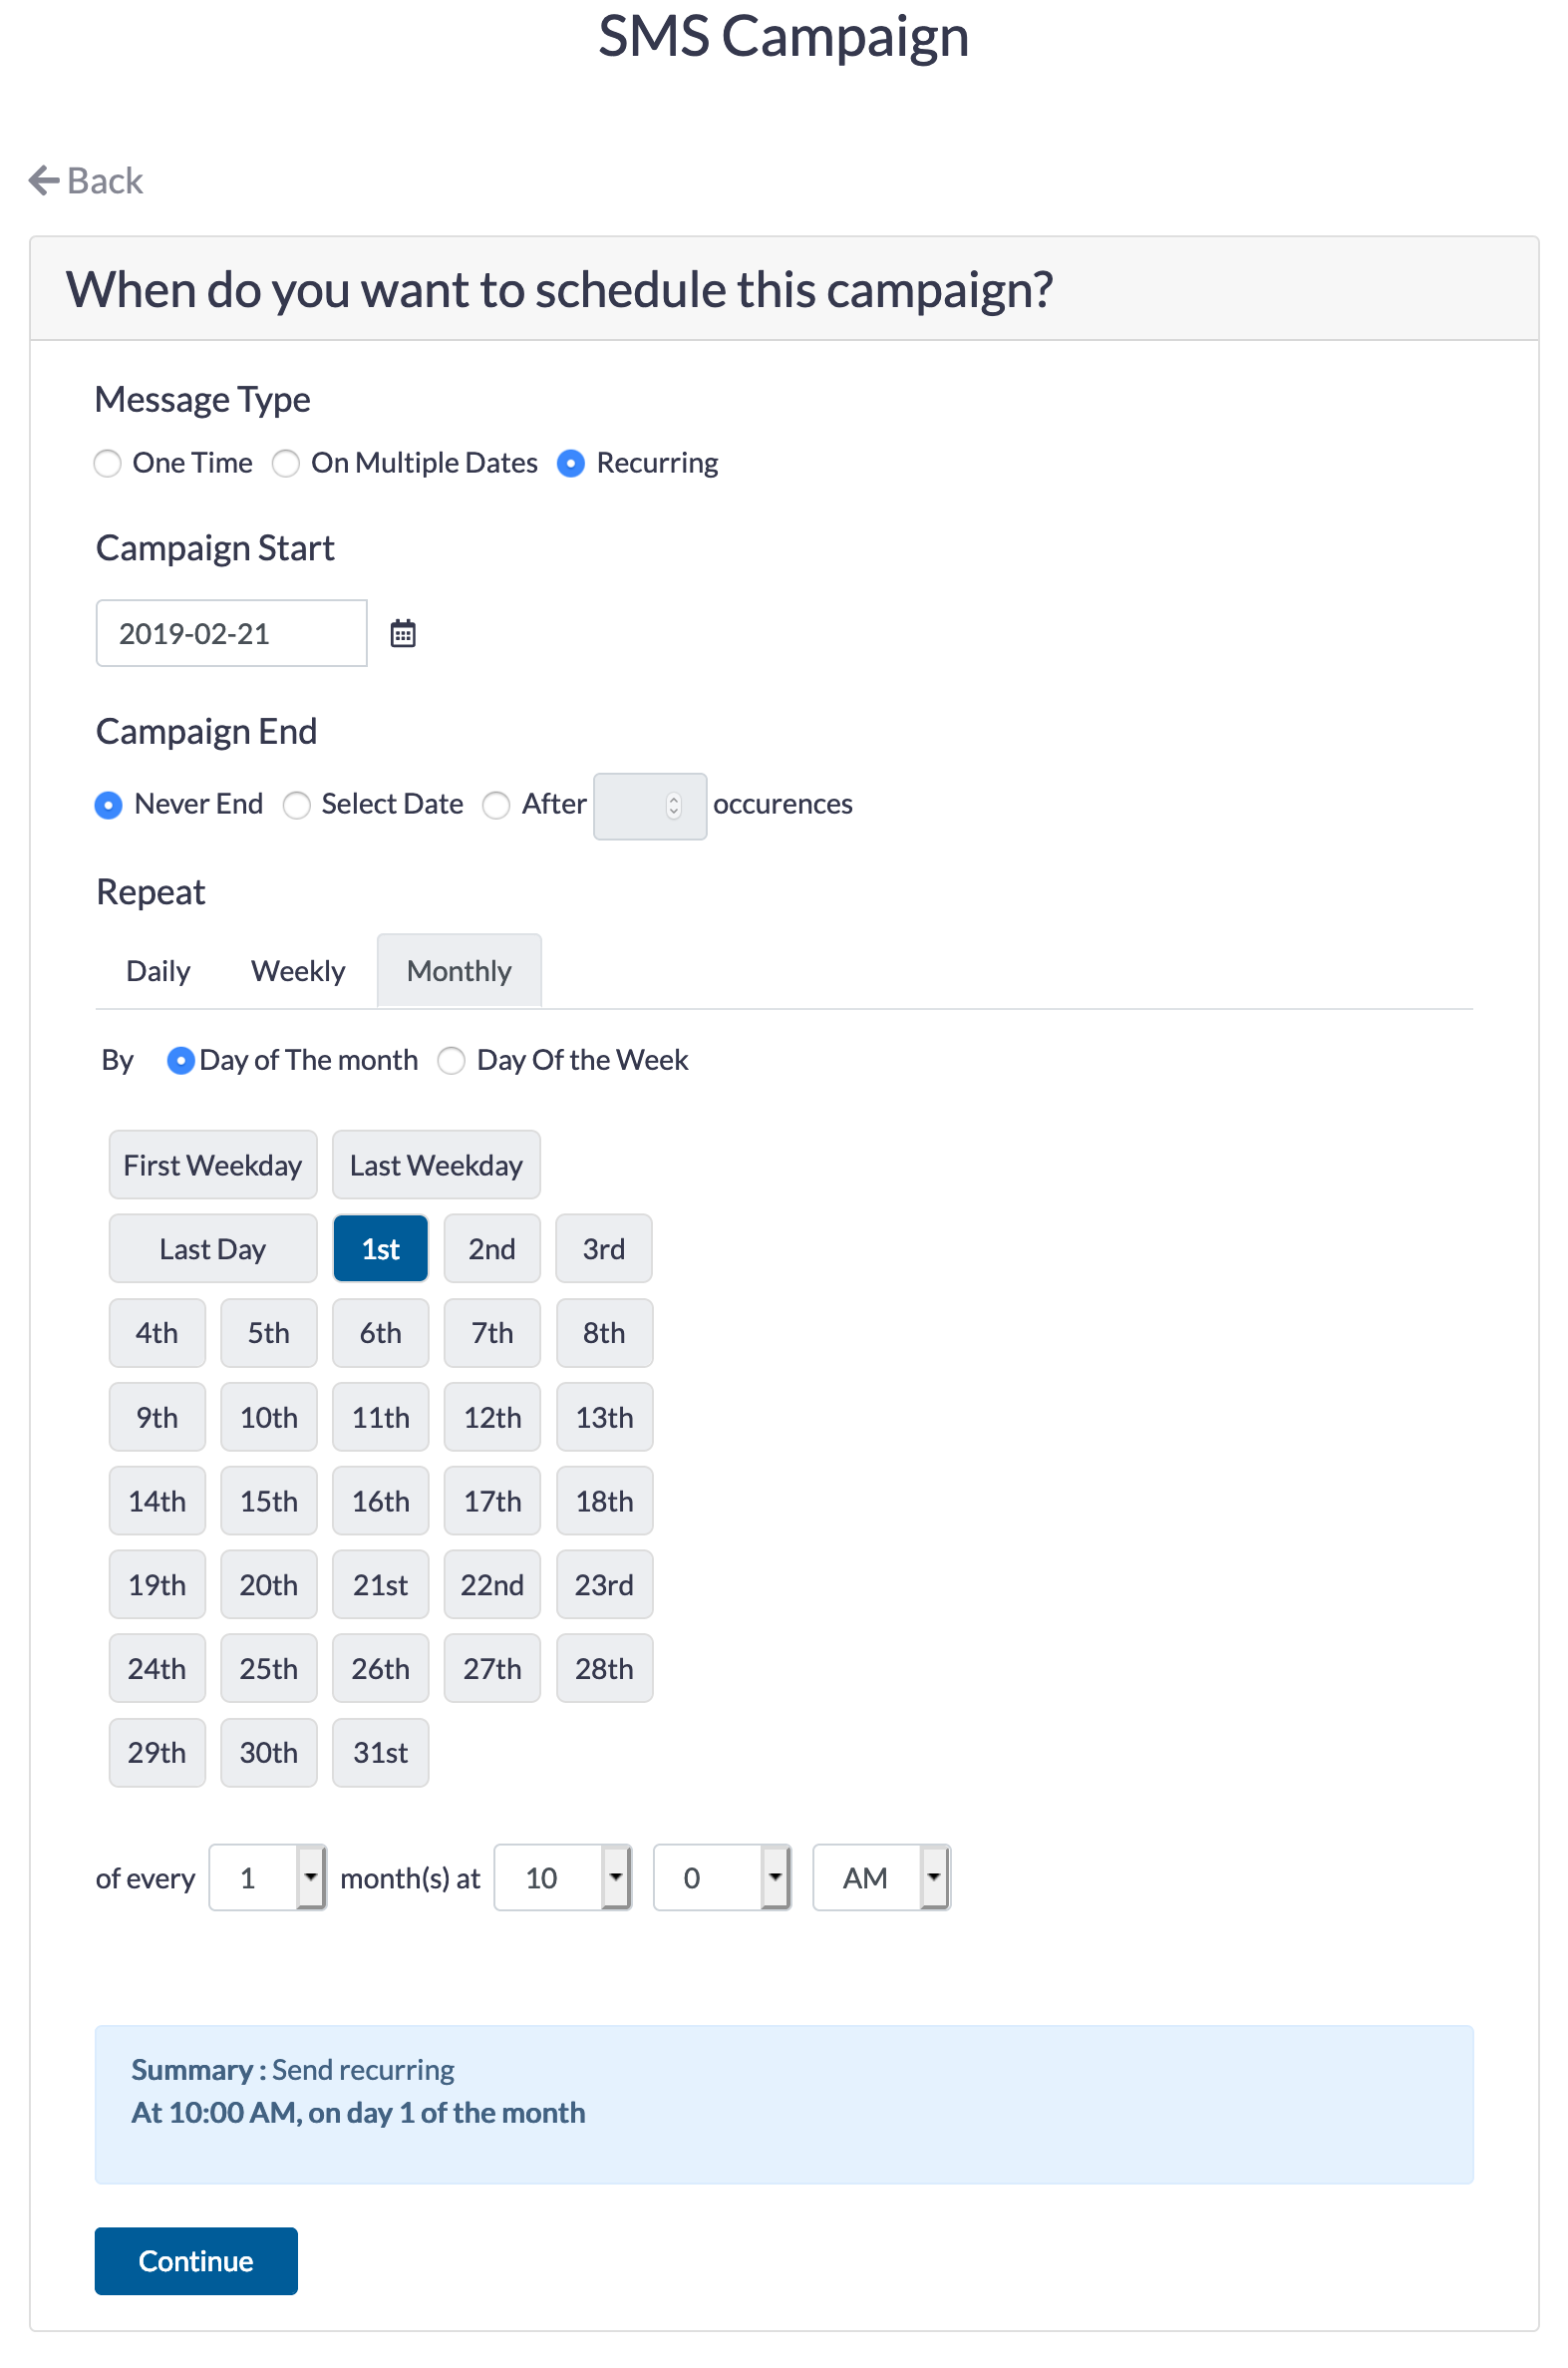 SMS Campaign
Back
When do you want to schedule this campaign?
Message Type
One Time On Multiple Dates Recurring
Campaign Start
2019-02-21
Campaign End
Never End Select Date After occurences
Repeat
Daily Weekly Monthly
By Day of The month Day Of the Week
First Weekday Last Weekday
Last Day 1st 2nd 3rd
4th 5th 6th 7th 8th
9th 10th 11th 12th 13th
14th 15th 16th 17th 18th
19th 20th 21st 22nd 23rd
24th 25th 26th 27th 28th
29th 30th 31st
of every 1 month(s) at 10 0 AM
Summary : Send recurring
At 10:00 AM, on day 1 of the month
Continue